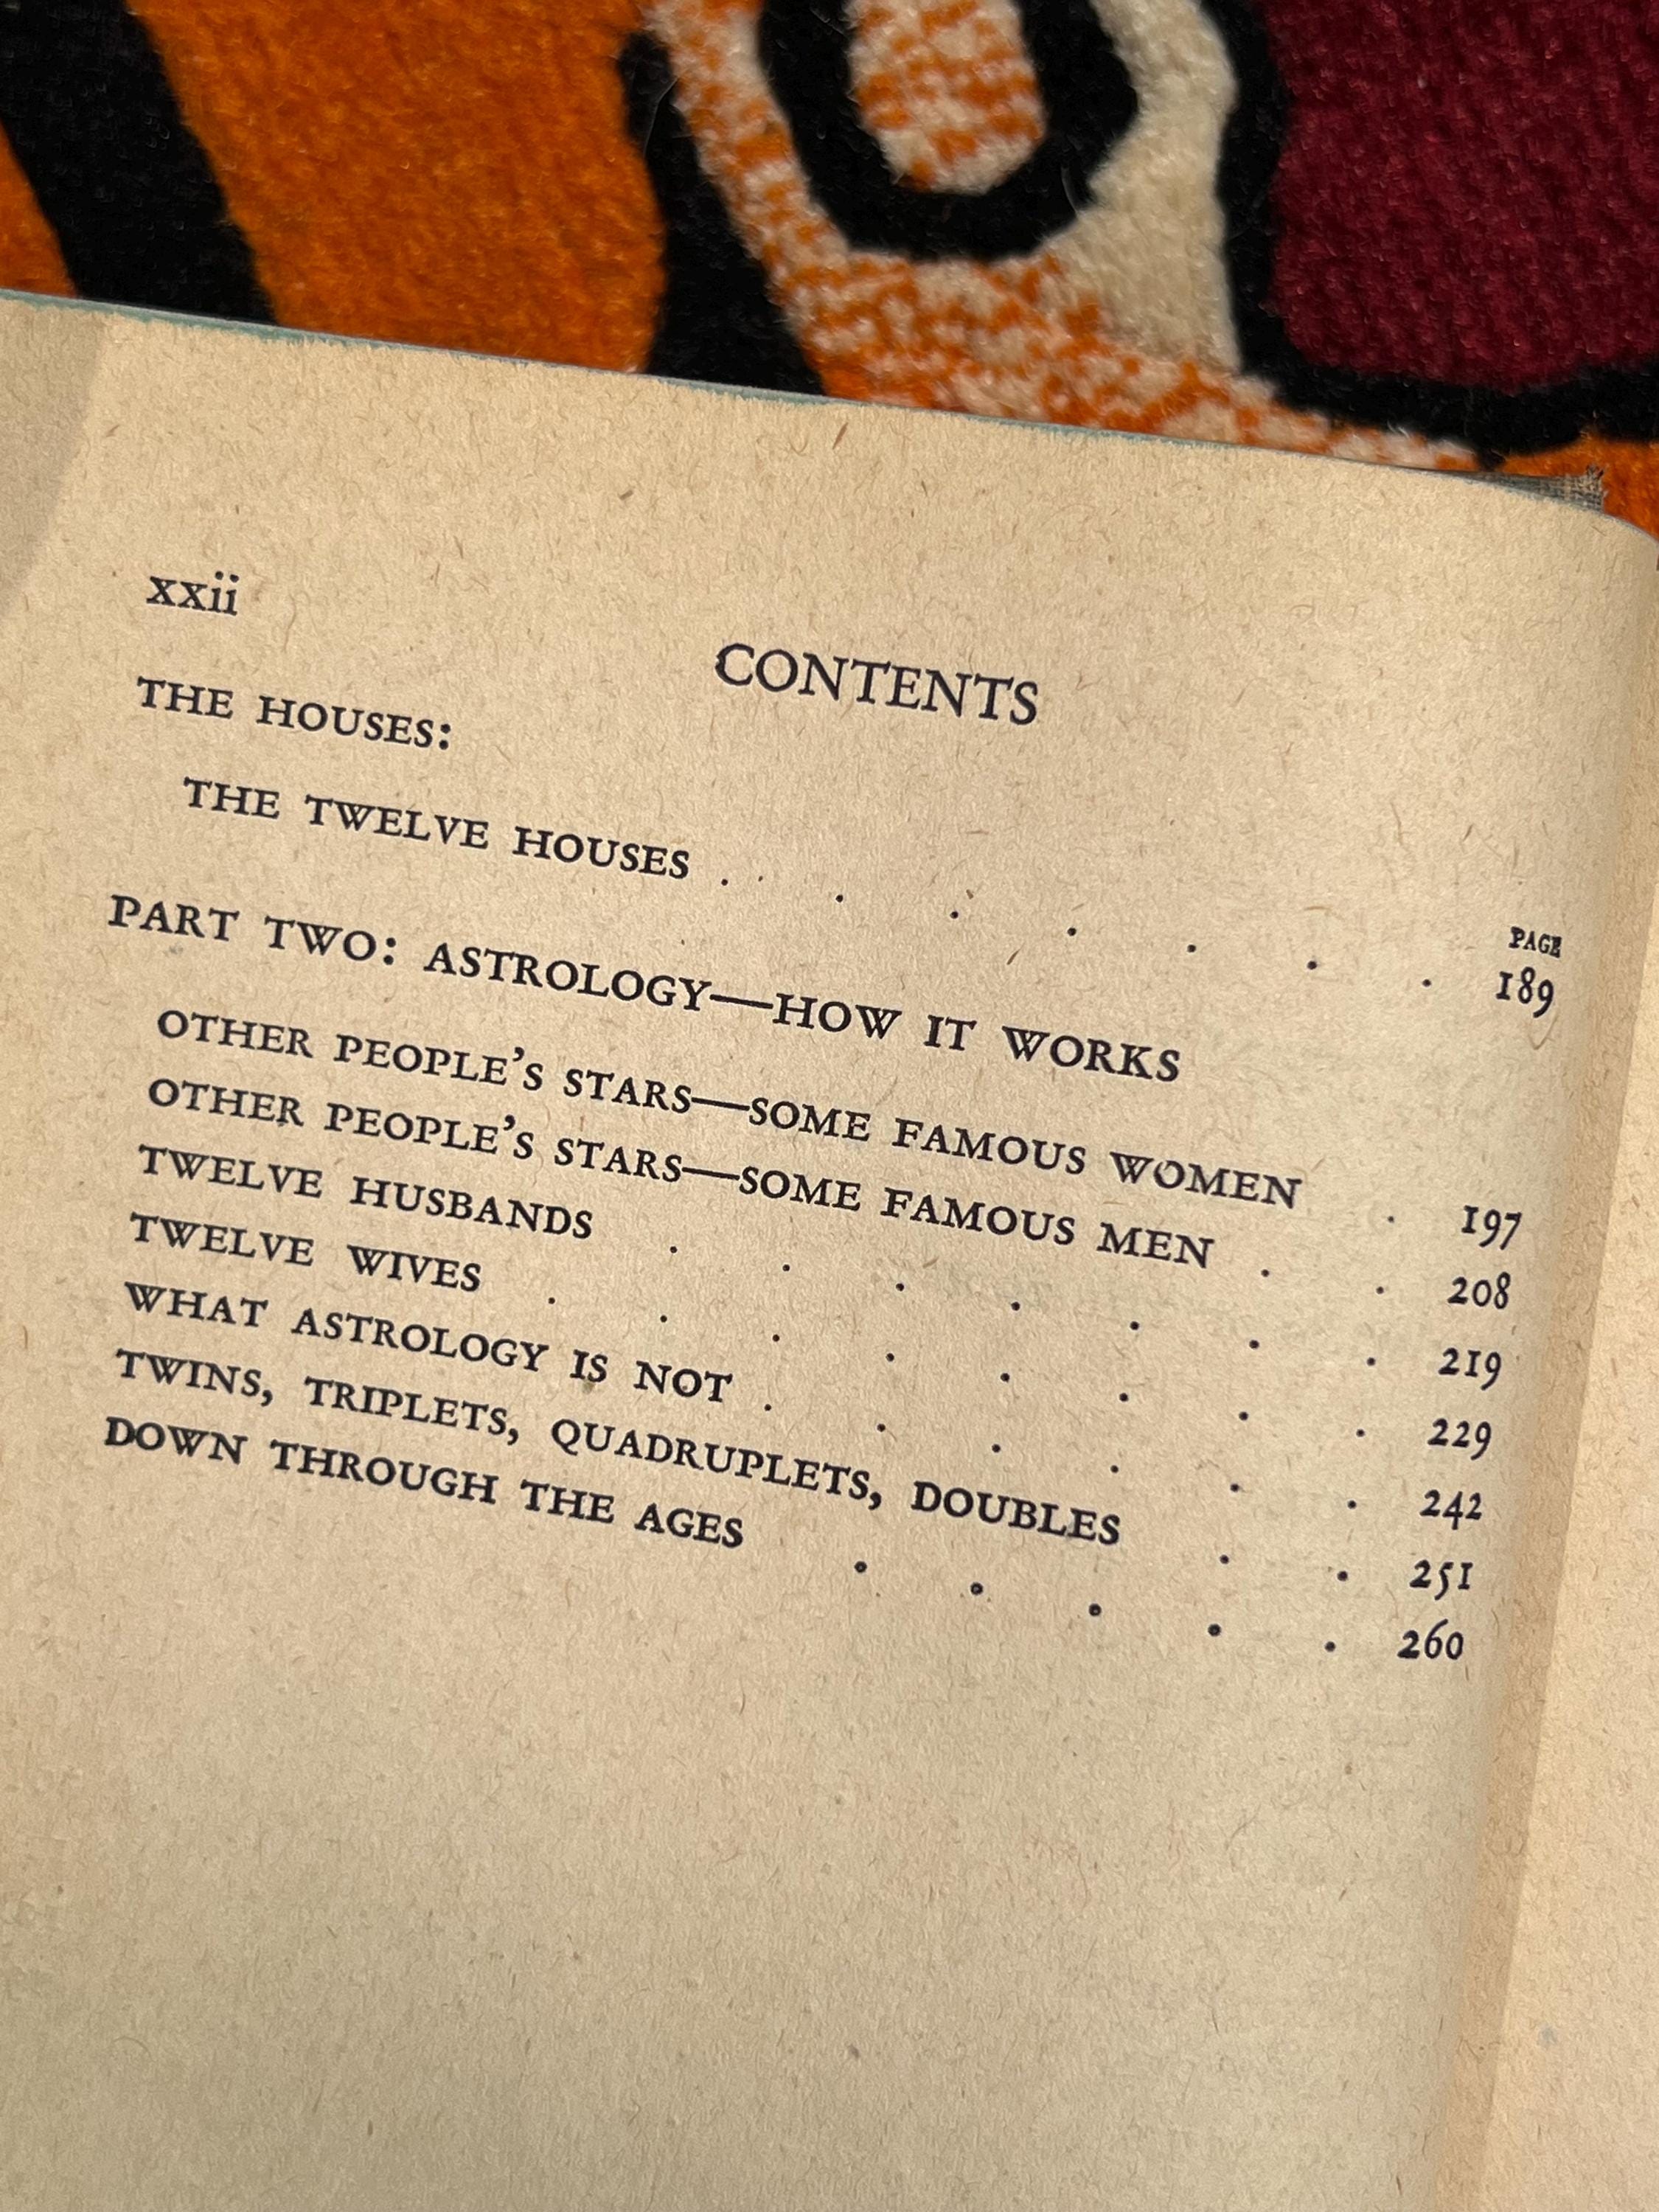 xxii
CONTENTS
THE HOUSES:
PAGE
THE TWELVE HOUSES . . . . . . . 189
PART TWO: ASTROLOGY—HOW IT WORKS
OTHER PEOPLE'S STARS—SOME FAMOUS WOMEN . 197
OTHER PEOPLE'S STARS—SOME FAMOUS MEN . . 208
TWELVE HUSBANDS . . . . . . . 219
TWELVE WIVES . . . . . . . . 229
WHAT ASTROLOGY IS NOT . . . . . . 242
TWINS, TRIPLETS, QUADRUPLETS, DOUBLES . . 251
DOWN THROUGH THE AGES . . . . . 260